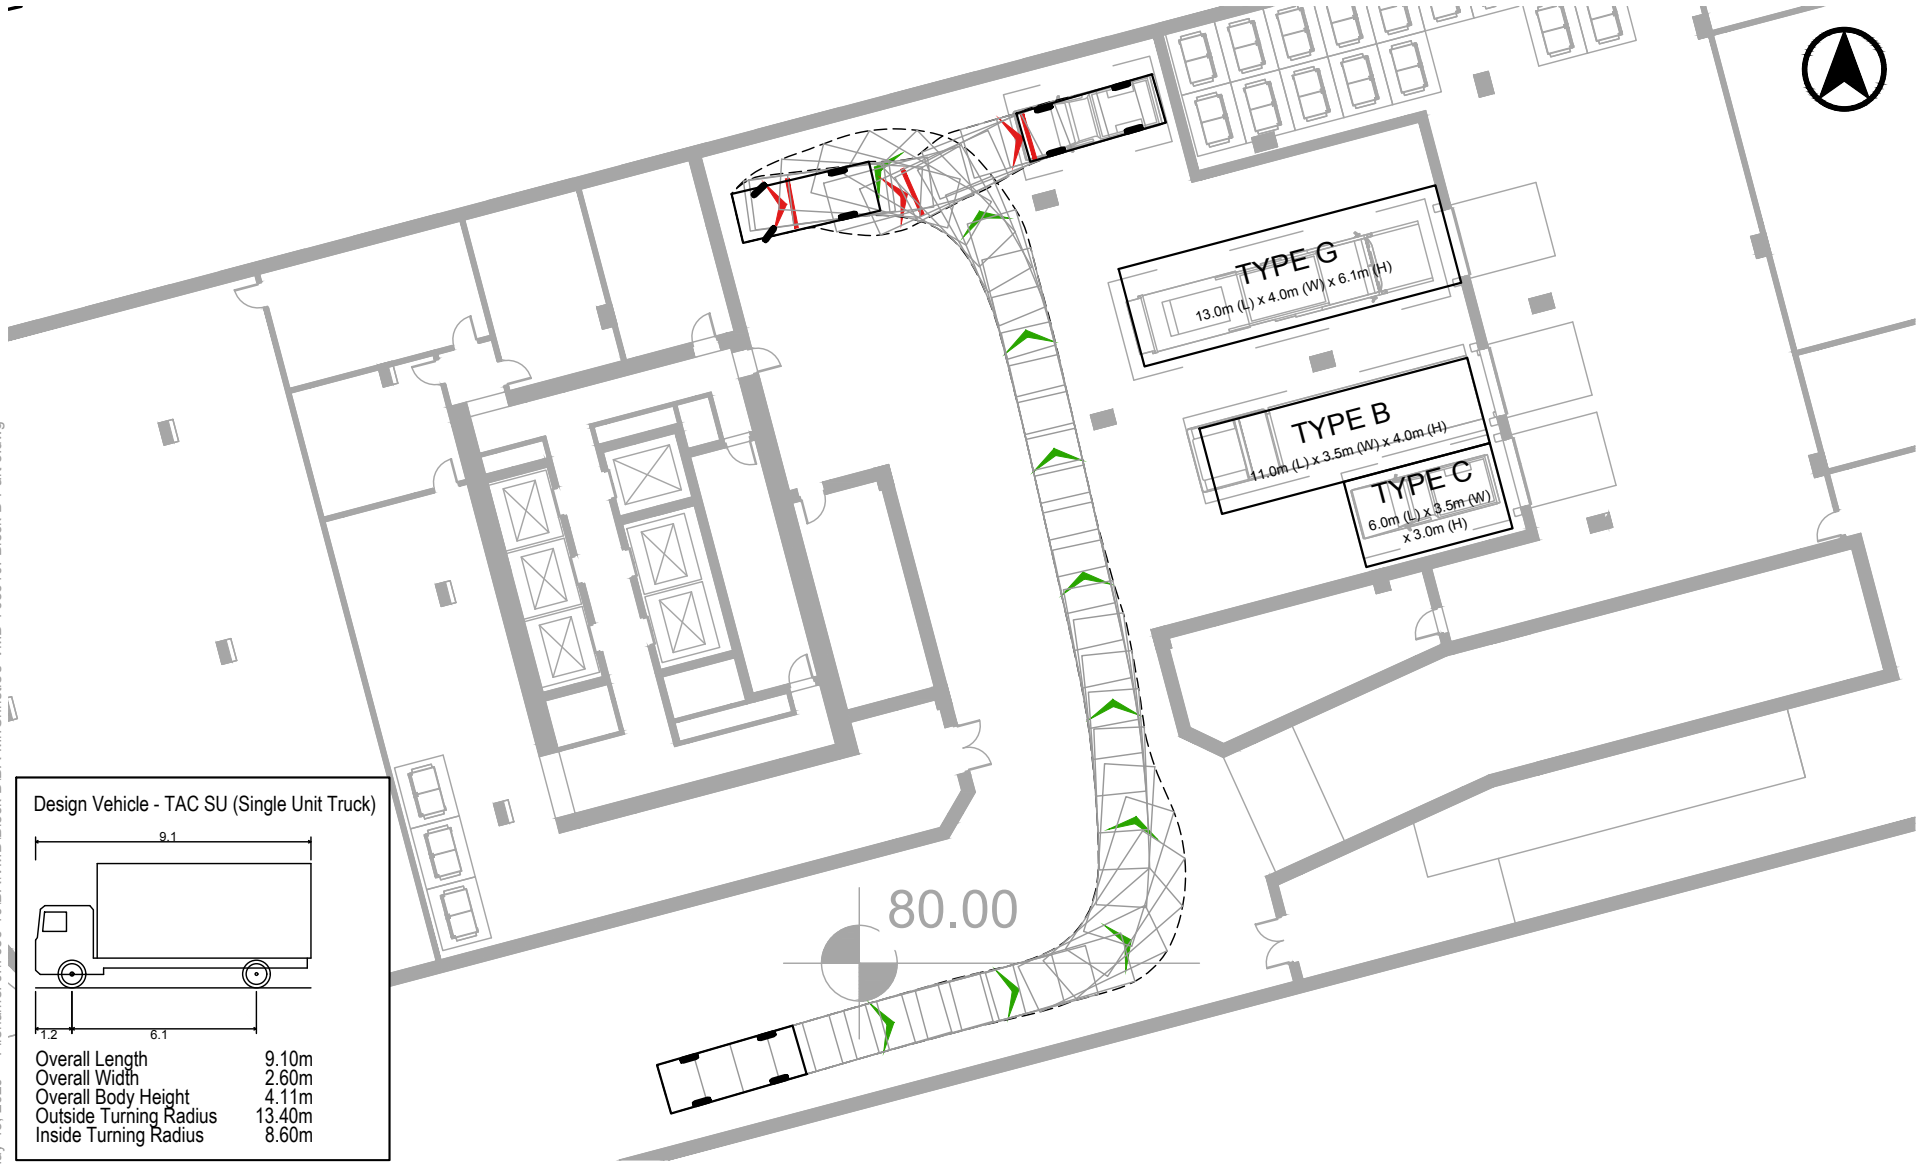 TYPE G
13.0m (L) x 4.0m (W) x 6.1m (H)
TYPE B
11.0m (L) x 3.5m (W) x 4.0m (H)
TYPE C
6.0m (L) x 3.5m (W)
x 3.0m (H)
80.00
Design Vehicle - TAC SU (Single Unit Truck)
9.1
1.2
6.1
Overall Length 9.10m
Overall Width 2.60m
Overall Body Height 4.11m
Outside Turning Radius 13.40m
Inside Turning Radius 8.60m